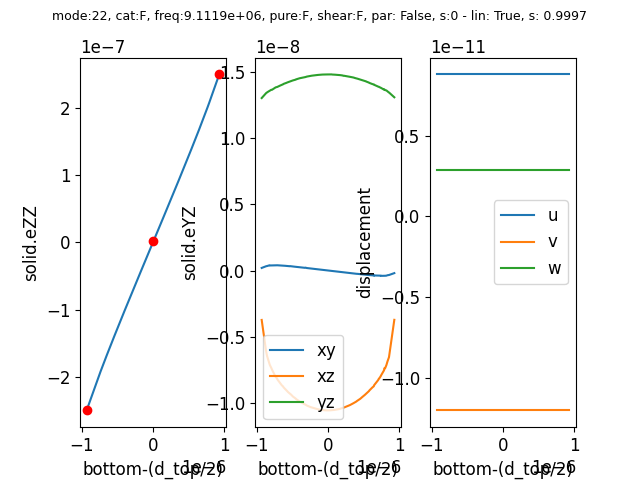 mode:22, cat:F, freq:9.1119e+06, pure:F, shear:F, par: False, s:0 - lin: True, s: 0.9997
1e−7
1e−8
1e−11
solid.eZZ
2
1
0
−1
−2
−1
0
1
1e−6
bottom-(d_top/2)
solid.eYZ
1.5
1.0
0.5
0.0
−0.5
−1.0
xy
xz
yz
−1
0
1
1e−6
bottom-(d_top/2)
displacement
0.5
0.0
−0.5
−1.0
u
v
w
−1
0
1
1e−6
bottom-(d_top/2)